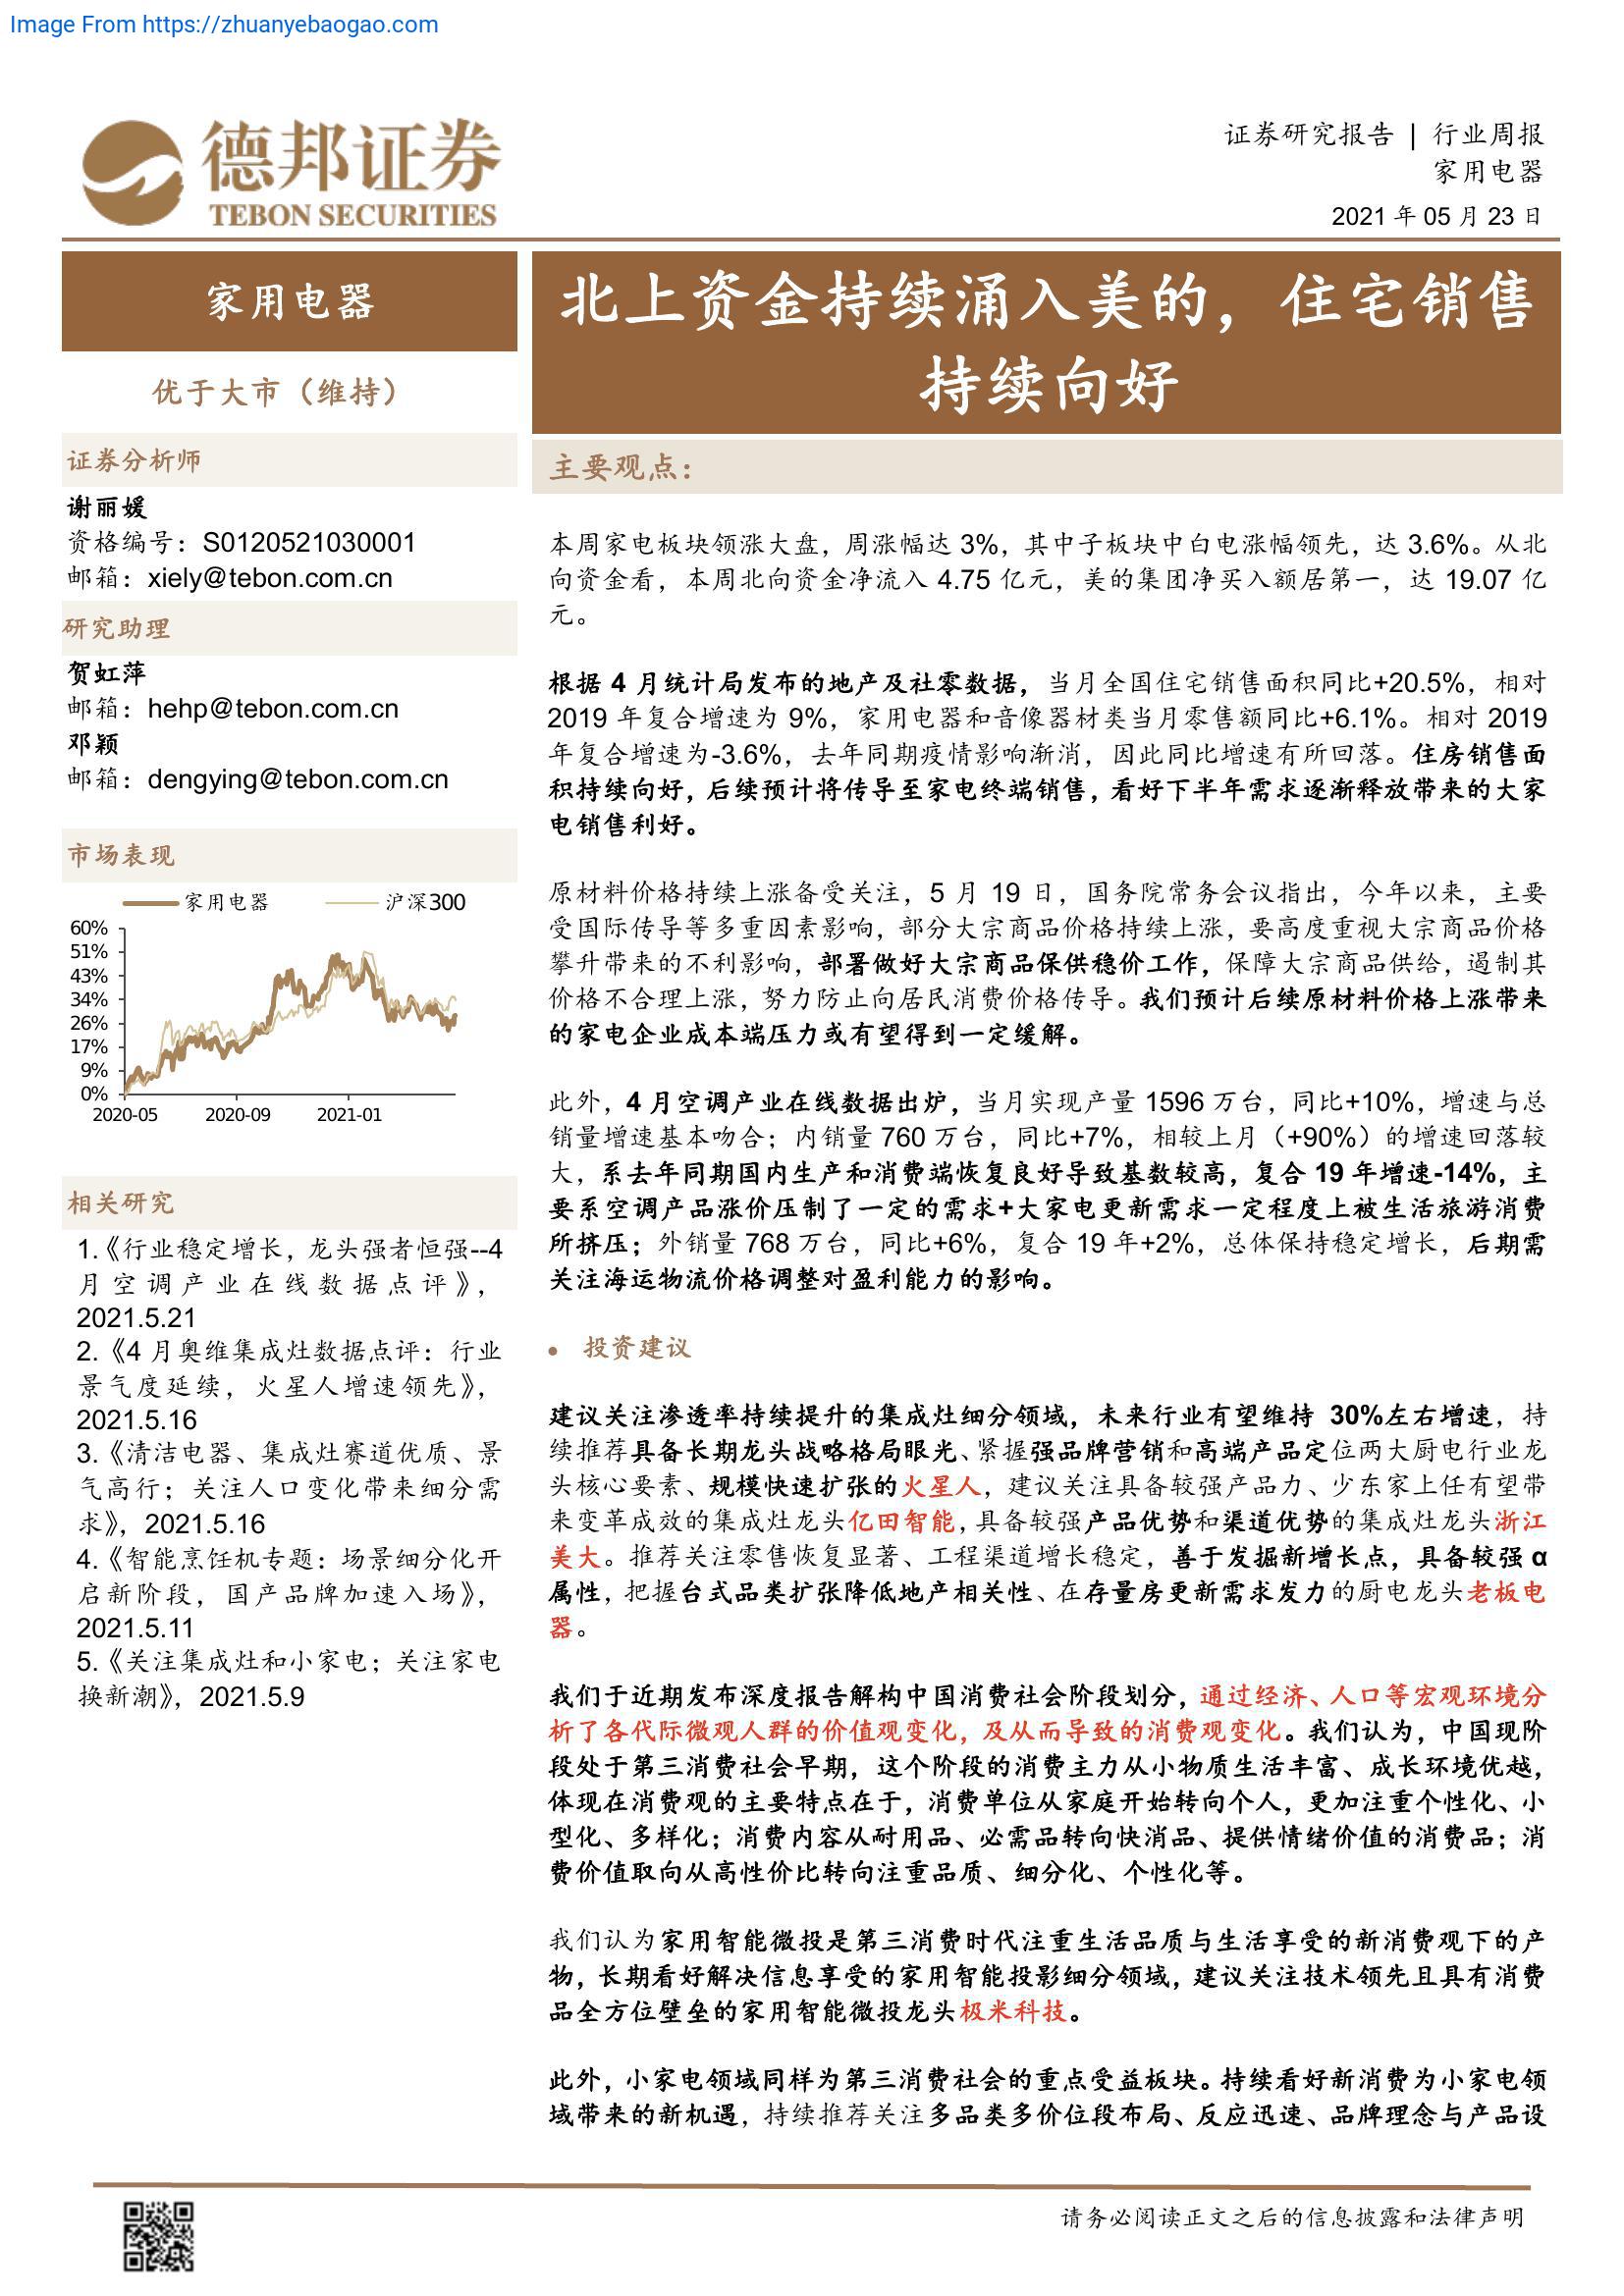 Image From https://zhuanyebaogao.com
德邦证券
TEBON SECURITIES
证券研究报告 | 行业周报
家用电器
2021 年 05 月 23 日
家用电器
优于大市（维持）
证券分析师
谢丽媛
资格编号：S0120521030001
邮箱：xiely@tebon.com.cn
研究助理
贺虹萍
邮箱：hehp@tebon.com.cn
邓颖
邮箱：dengying@tebon.com.cn
市场表现
家用电器 沪深300
60%
51%
43%
34%
26%
17%
9%
0%
2020-05 2020-09 2021-01
相关研究
1.《行业稳定增长，龙头强者恒强--4
月空调产业在线数据点评》，
2021.5.21
2.《4 月奥维集成灶数据点评：行业
景气度延续，火星人增速领先》，
2021.5.16
3.《清洁电器、集成灶赛道优质、景
气高行；关注人口变化带来细分需
求》，2021.5.16
4.《智能烹饪机专题：场景细分化开
启新阶段，国产品牌加速入场》，
2021.5.11
5.《关注集成灶和小家电；关注家电
换新潮》，2021.5.9
北上资金持续涌入美的，住宅销售
持续向好
主要观点：
本周家电板块领涨大盘，周涨幅达 3%，其中子板块中白电涨幅领先，达 3.6%。从北
向资金看，本周北向资金净流入 4.75 亿元，美的集团净买入额居第一，达 19.07 亿
元。
根据 4 月统计局发布的地产及社零数据，当月全国住宅销售面积同比+20.5%，相对
2019 年复合增速为 9%，家用电器和音像器材类当月零售额同比+6.1%。相对 2019
年复合增速为-3.6%，去年同期疫情影响渐消，因此同比增速有所回落。住房销售面
积持续向好，后续预计将传导至家电终端销售，看好下半年需求逐渐释放带来的大家
电销售利好。
原材料价格持续上涨备受关注，5 月 19 日，国务院常务会议指出，今年以来，主要
受国际传导等多重因素影响，部分大宗商品价格持续上涨，要高度重视大宗商品价格
攀升带来的不利影响，部署做好大宗商品保供稳价工作，保障大宗商品供给，遏制其
价格不合理上涨，努力防止向居民消费价格传导。我们预计后续原材料价格上涨带来
的家电企业成本端压力或有望得到一定缓解。
此外，4 月空调产业在线数据出炉，当月实现产量 1596 万台，同比+10%，增速与总
销量增速基本吻合；内销量 760 万台，同比+7%，相较上月（+90%）的增速回落较
大，系去年同期国内生产和消费端恢复良好导致基数较高，复合 19 年增速-14%，主
要系空调产品涨价压制了一定的需求+大家电更新需求一定程度上被生活旅游消费
所挤压；外销量 768 万台，同比+6%，复合 19 年+2%，总体保持稳定增长，后期需
关注海运物流价格调整对盈利能力的影响。
• 投资建议
建议关注渗透率持续提升的集成灶细分领域，未来行业有望维持 30%左右增速，持
续推荐具备长期龙头战略格局眼光、紧握强品牌营销和高端产品定位两大厨电行业龙
头核心要素、规模快速扩张的火星人，建议关注具备较强产品力、少东家上任有望带
来变革成效的集成灶龙头亿田智能，具备较强产品优势和渠道优势的集成灶龙头浙江
美大。推荐关注零售恢复显著、工程渠道增长稳定，善于发掘新增长点，具备较强 α
属性，把握台式品类扩张降低地产相关性、在存量房更新需求发力的厨电龙头老板电
器。
我们于近期发布深度报告解构中国消费社会阶段划分，通过经济、人口等宏观环境分
析了各代际微观人群的价值观变化，及从而导致的消费观变化。我们认为，中国现阶
段处于第三消费社会早期，这个阶段的消费主力从小物质生活丰富、成长环境优越，
体现在消费观的主要特点在于，消费单位从家庭开始转向个人，更加注重个性化、小
型化、多样化；消费内容从耐用品、必需品转向快消品、提供情绪价值的消费品；消
费价值取向从高性价比转向注重品质、细分化、个性化等。
我们认为家用智能微投是第三消费时代注重生活品质与生活享受的新消费观下的产
物，长期看好解决信息享受的家用智能投影细分领域，建议关注技术领先且具有消费
品全方位壁垒的家用智能微投龙头极米科技。
此外，小家电领域同样为第三消费社会的重点受益板块。持续看好新消费为小家电领
域带来的新机遇，持续推荐关注多品类多价位段布局、反应迅速、品牌理念与产品设
请务必阅读正文之后的信息披露和法律声明